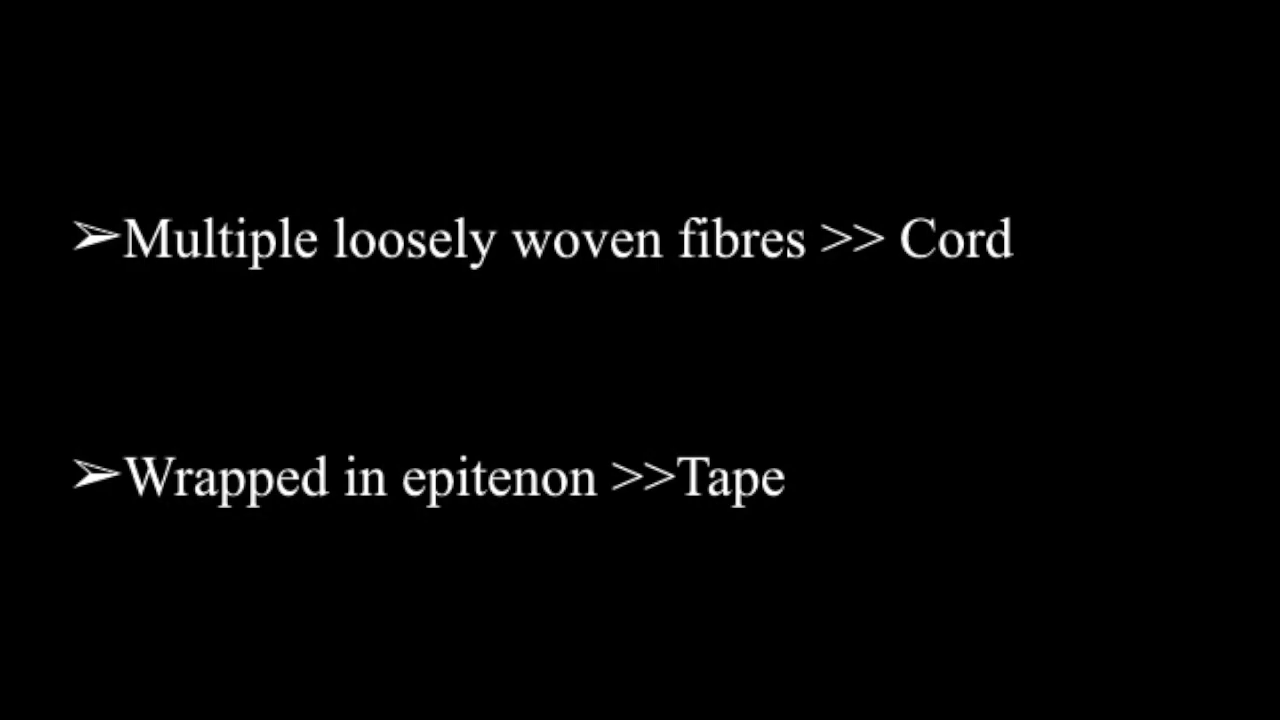 ➢Multiple loosely woven fibres >> Cord
➢Wrapped in epitenon >>Tape